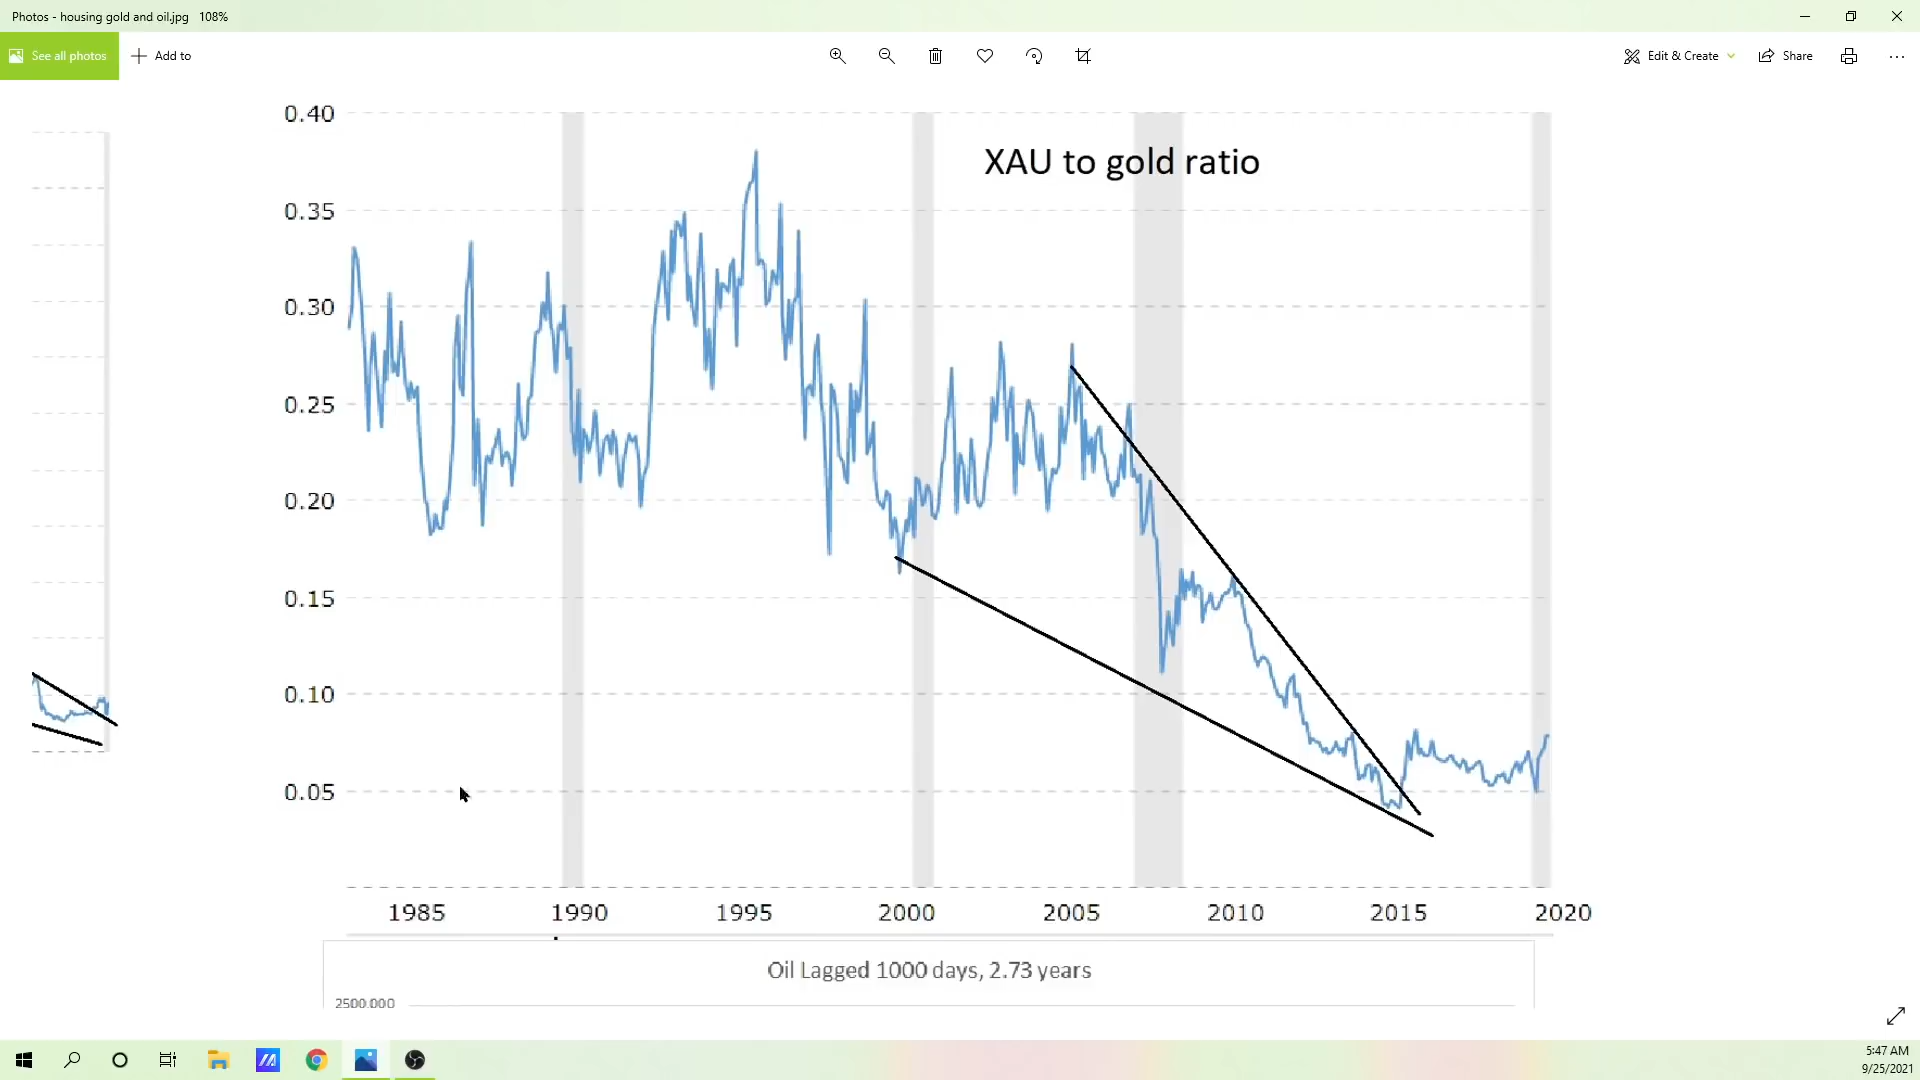 Photos - housing gold and oil.jpg 108%
See all photos
Add to
Edit & Create
Share
XAU to gold ratio
0.40
0.35
0.30
0.25
0.20
0.15
0.10
0.05
1985 1990 1995 2000 2005 2010 2015 2020
Oil Lagged 1000 days, 2.73 years
2500.000
5:47 AM
9/25/2021